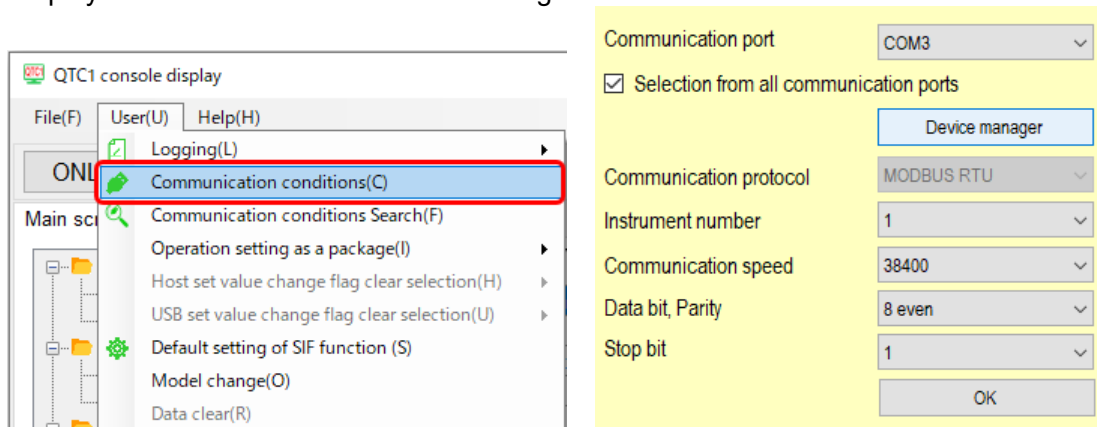 QTC1 console display
File(F) User(U) Help(H)
Logging(L)
Communication conditions(C)
Main
Communication conditions Search(F)
Operation setting as a package(I)
Host set value change flag clear selection(H)
USB set value change flag clear selection(U)
Default setting of SIF function (S)
Model change(O)
Data clear(R)
Communication port COM3
Selection from all communication ports
Device manager
Communication protocol MODBUS RTU
Instrument number 1
Communication speed 38400
Data bit, Parity 8 even
Stop bit 1
OK